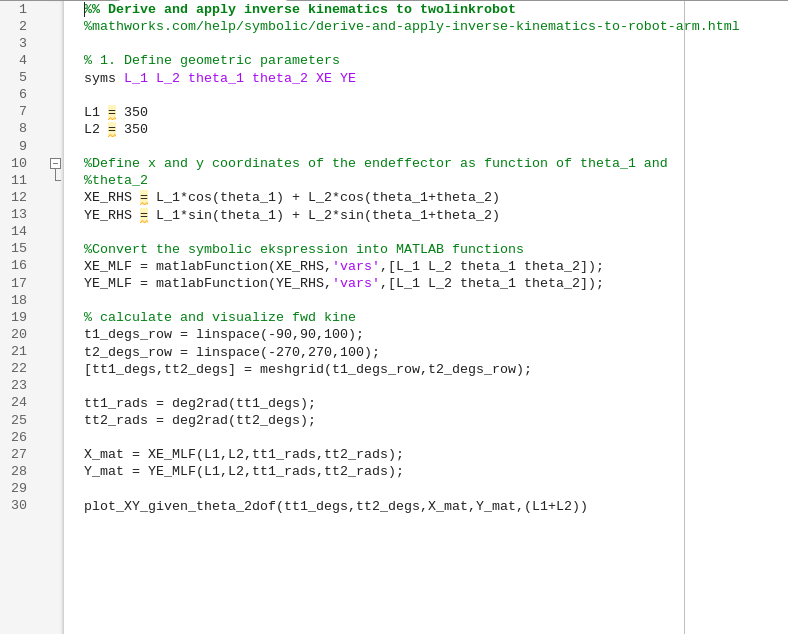 1 %% Derive and apply inverse kinematics to twolinkrobot
2 %mathworks.com/help/symbolic/derive-and-apply-inverse-kinematics-to-robot-arm.html
3
4 % 1. Define geometric parameters
5 syms L_1 L_2 theta_1 theta_2 XE YE
6
7 L1 = 350
8 L2 = 350
9
10 %Define x and y coordinates of the endeffector as function of theta_1 and
11 %theta_2
12 XE_RHS = L_1*cos(theta_1) + L_2*cos(theta_1+theta_2)
13 YE_RHS = L_1*sin(theta_1) + L_2*sin(theta_1+theta_2)
14
15 %Convert the symbolic ekspression into MATLAB functions
16 XE_MLF = matlabFunction(XE_RHS,'vars',[L_1 L_2 theta_1 theta_2]);
17 YE_MLF = matlabFunction(YE_RHS,'vars',[L_1 L_2 theta_1 theta_2]);
18
19 % calculate and visualize fwd kine
20 t1_degs_row = linspace(-90,90,100);
21 t2_degs_row = linspace(-270,270,100);
22 [tt1_degs,tt2_degs] = meshgrid(t1_degs_row,t2_degs_row);
23
24 tt1_rads = deg2rad(tt1_degs);
25 tt2_rads = deg2rad(tt2_degs);
26
27 X_mat = XE_MLF(L1,L2,tt1_rads,tt2_rads);
28 Y_mat = YE_MLF(L1,L2,tt1_rads,tt2_rads);
29
30 plot_XY_given_theta_2dof(tt1_degs,tt2_degs,X_mat,Y_mat,(L1+L2))